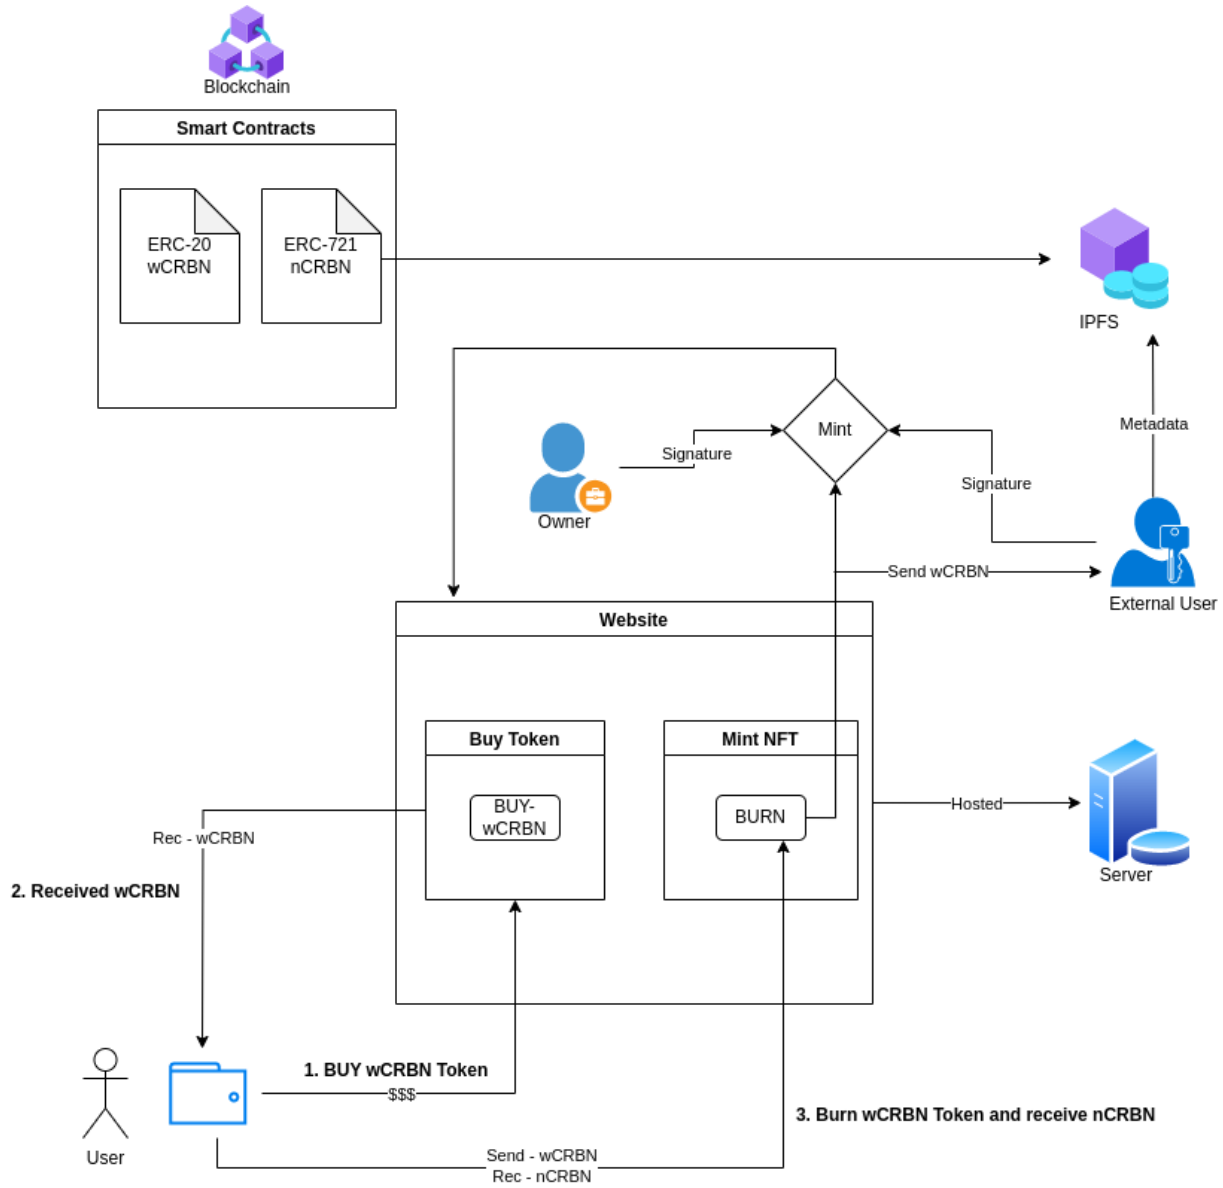 Blockchain
Smart Contracts
ERC-20
wCRBN
ERC-721
nCRBN
IPFS
Mint
Metadata
Signature
Signature
Owner
Send wCRBN
External User
Website
Buy Token
Mint NFT
BUY-
wCRBN
BURN
Hosted
Rec - wCRBN
Server
2. Received wCRBN
1. BUY wCRBN Token
$$$
3. Burn wCRBN Token and receive nCRBN
User
Send - wCRBN
Rec - nCRBN